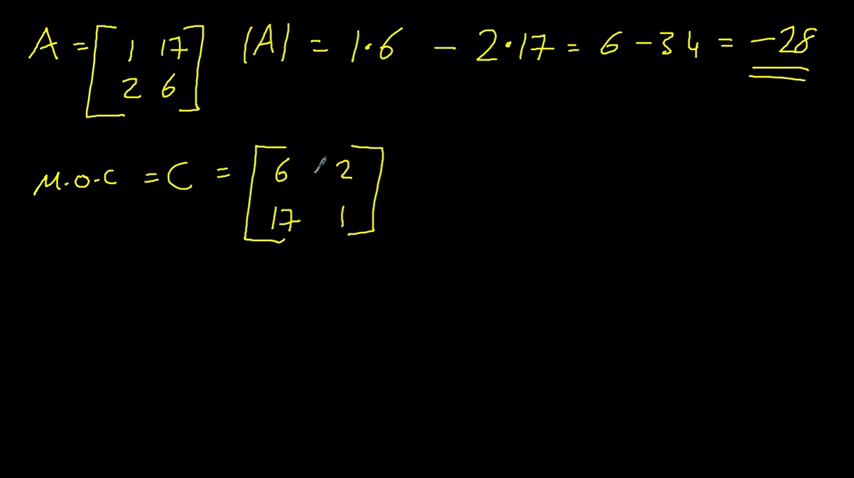 A = [1 17 |A| = 1·6 - 2·17 = 6 - 34 = -28
2 6]
M.O.C = C = [6 2
17 1]